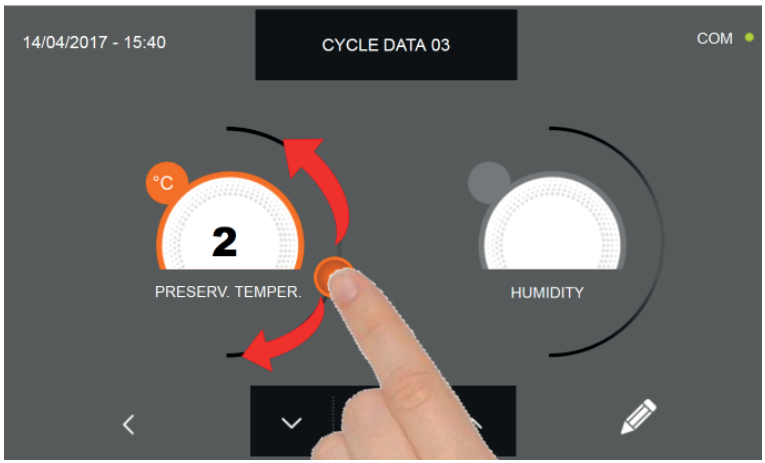 14/04/2017 - 15:40
CYCLE DATA 03
COM
°C
2
PRESERV. TEMPER.
HUMIDITY